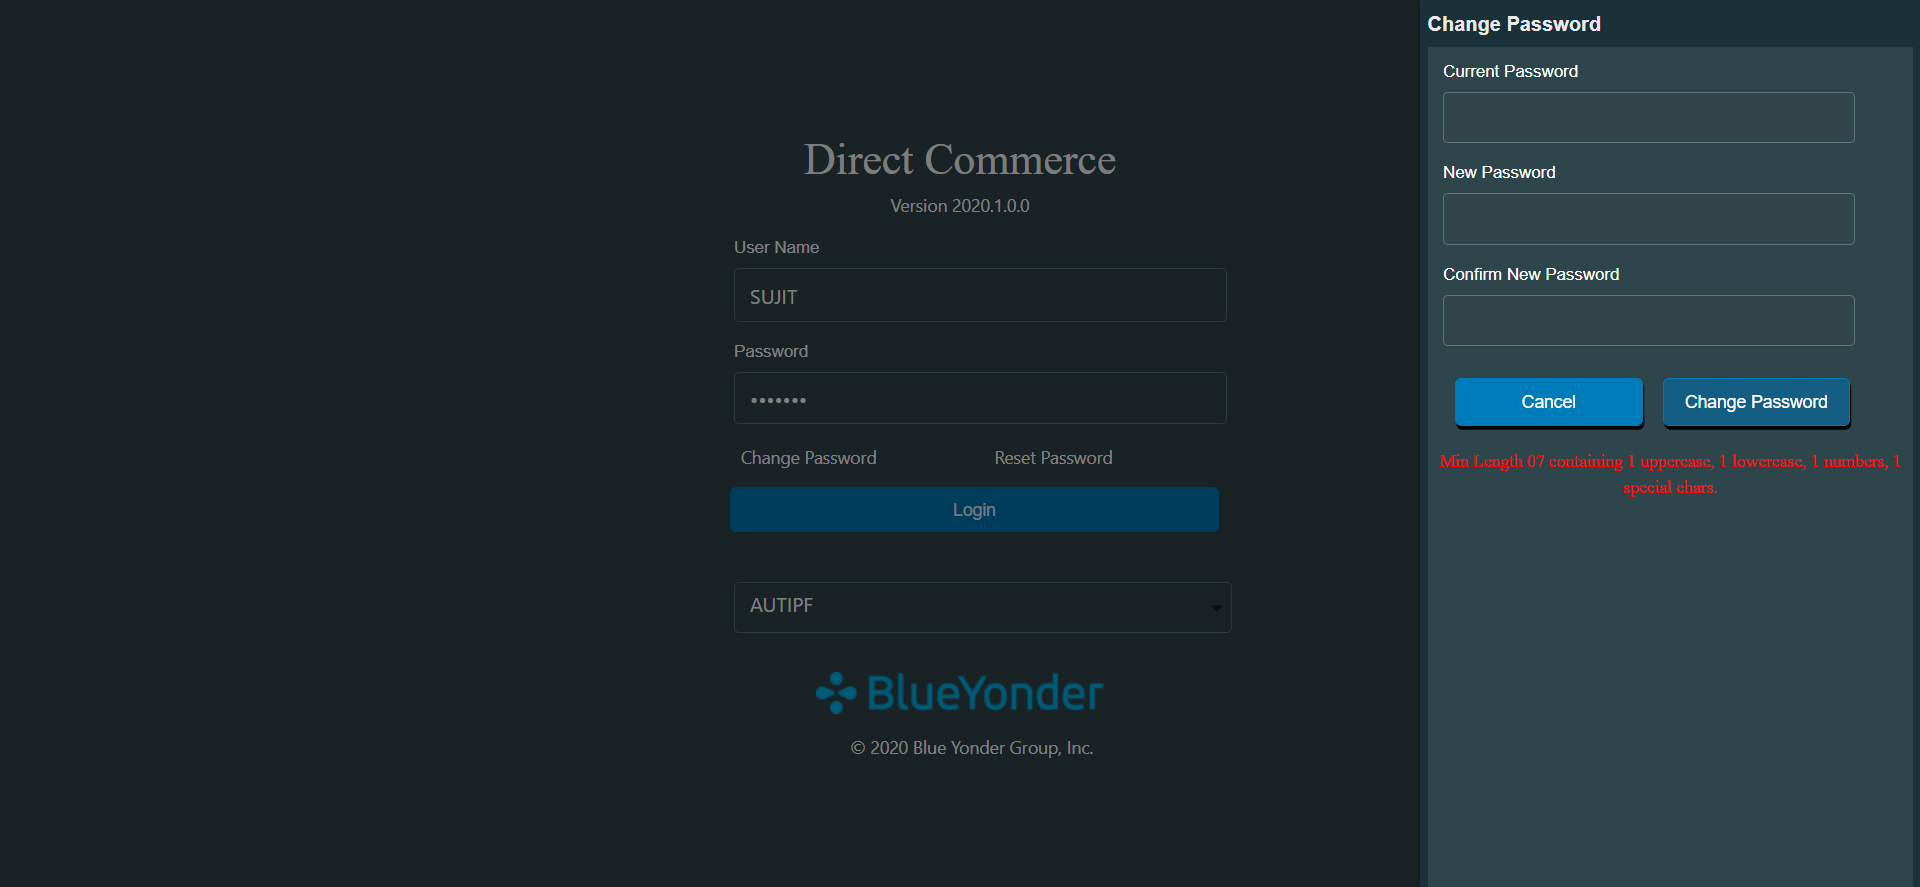 Direct Commerce
Version 2020.1.0.0
User Name
SUJIT
Password
•••••••
Change Password
Reset Password
Login
AUTIPF
BlueYonder
© 2020 Blue Yonder Group, Inc.
Change Password
Current Password
New Password
Confirm New Password
Cancel
Change Password
Min Length 07 containing 1 uppercase, 1 lowercase, 1 numbers, 1
special chars.